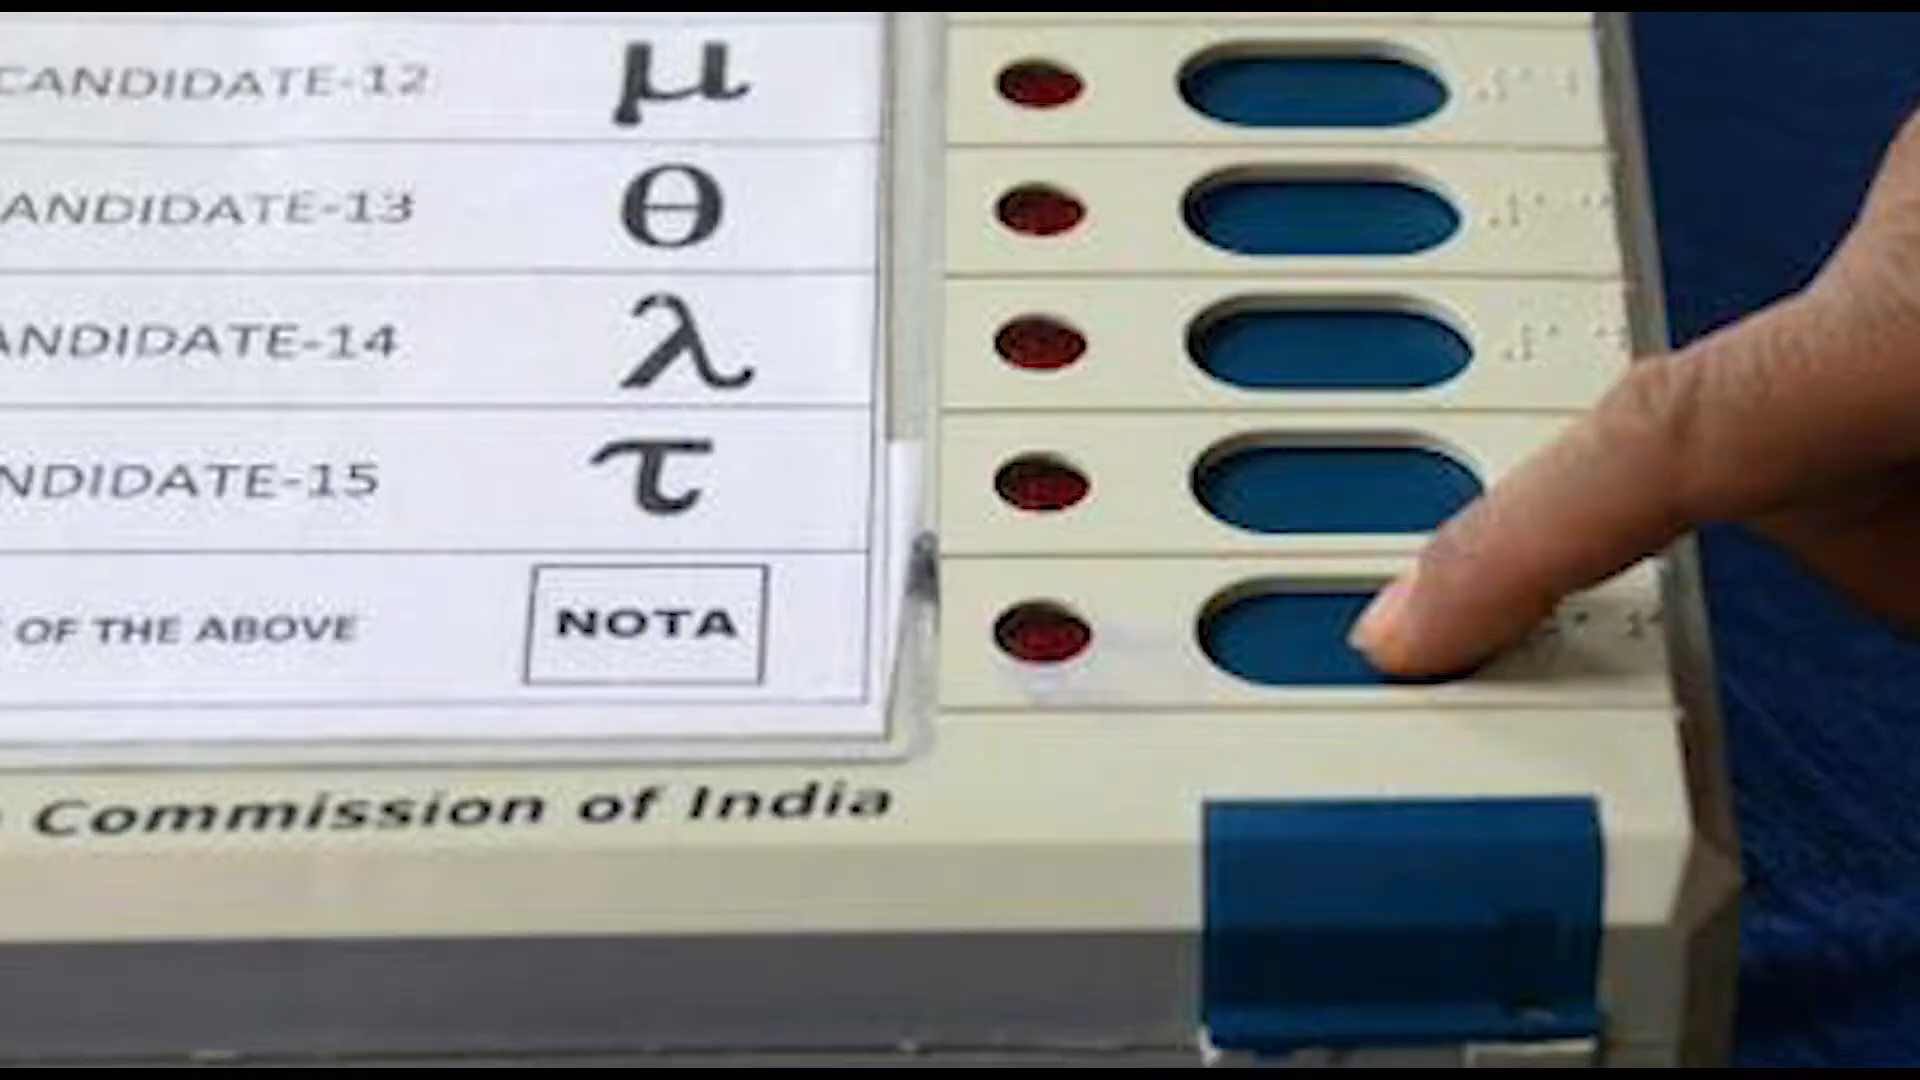 CANDIDATE-12 μ
ANDIDATE-13 θ
ANDIDATE-14 λ
NDIDATE-15 τ
OF THE ABOVE NOTA
Commission of India